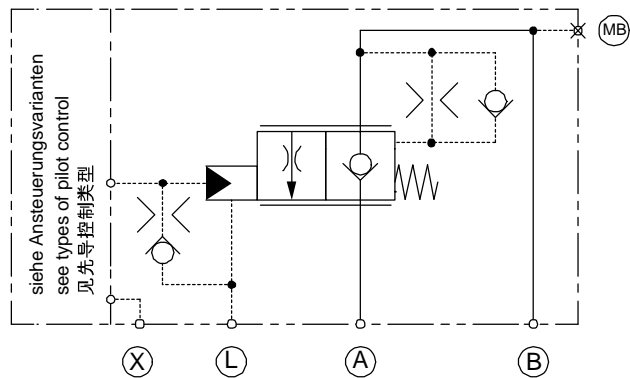 MB
siehe Ansteuerungsvarianten
see types of pilot control
见先导控制类型
X
L
A
B